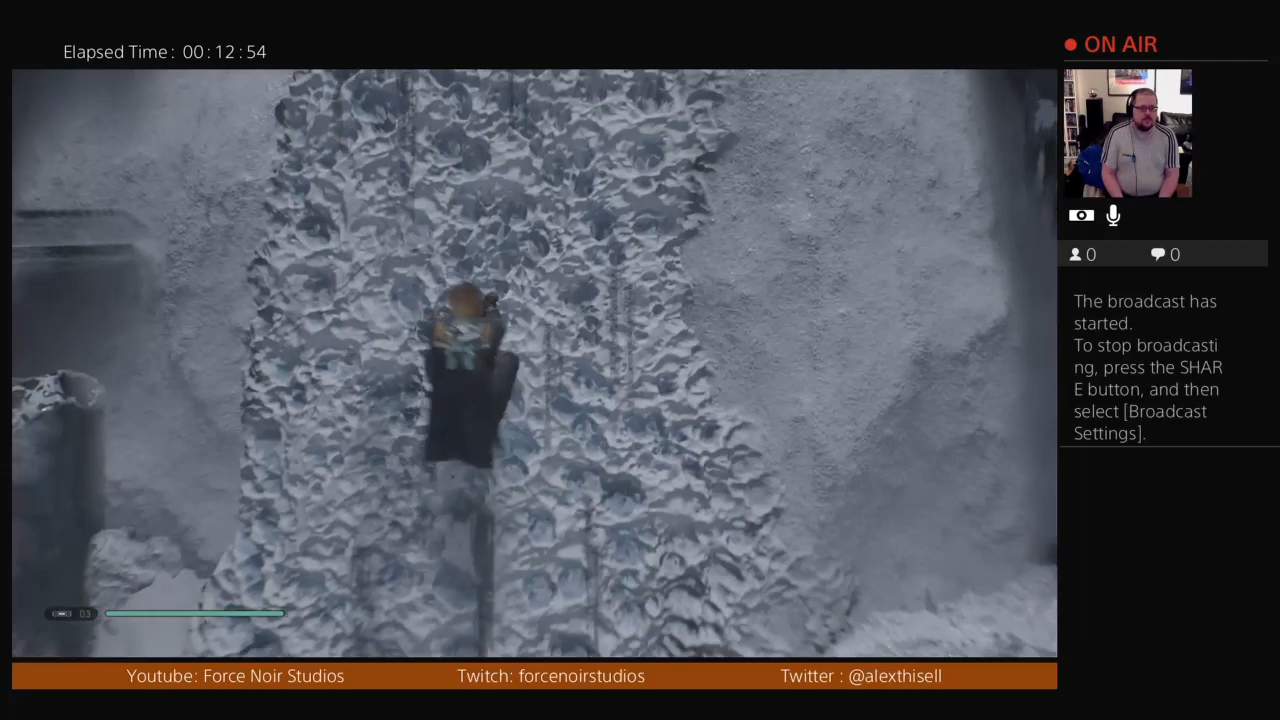 Elapsed Time: 00:12:54
ON AIR
0 0
The broadcast has
started.
To stop broadcasti
ng, press the SHAR
E button, and then
select [Broadcast
Settings].
03
Youtube: Force Noir Studios Twitch: forcenoirstudios Twitter : @alexthisell